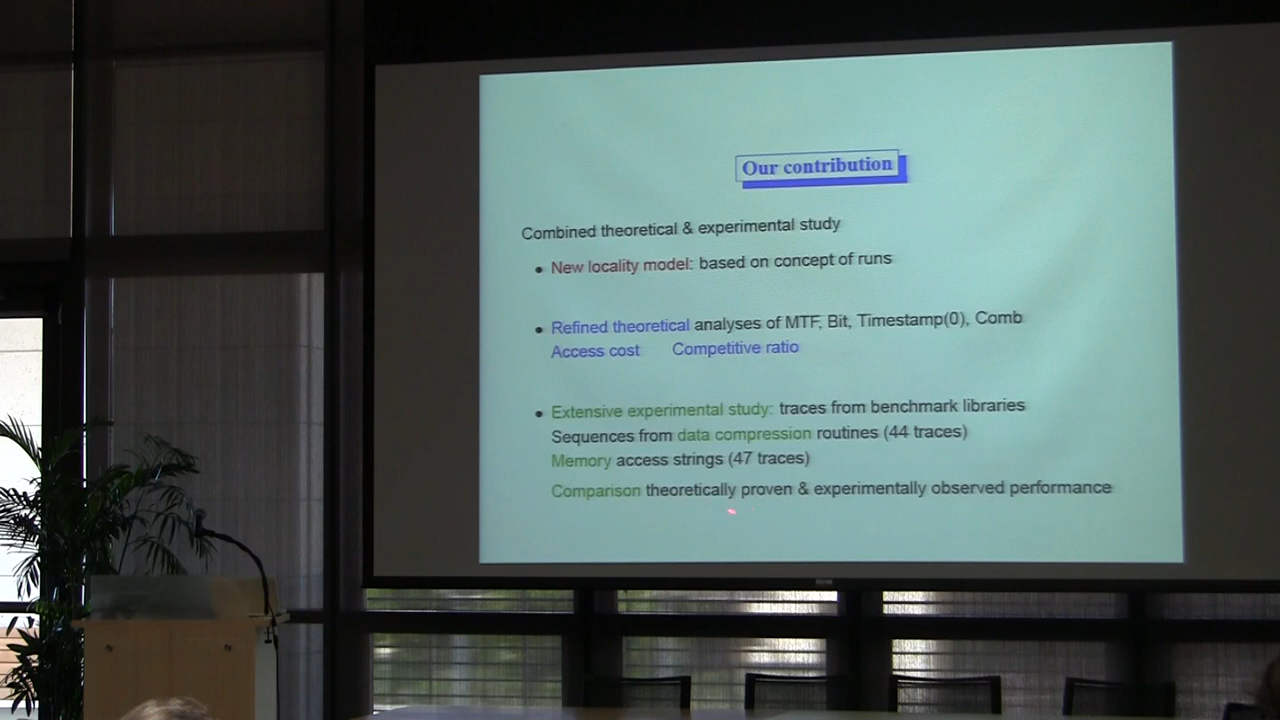 Our contribution
Combined theoretical & experimental study
• New locality model: based on concept of runs
• Refined theoretical analyses of MTF, Bit, Timestamp(0), Comb
Access cost Competitive ratio
• Extensive experimental study: traces from benchmark libraries
Sequences from data compression routines (44 traces)
Memory access strings (47 traces)
Comparison theoretically proven & experimentally observed performance